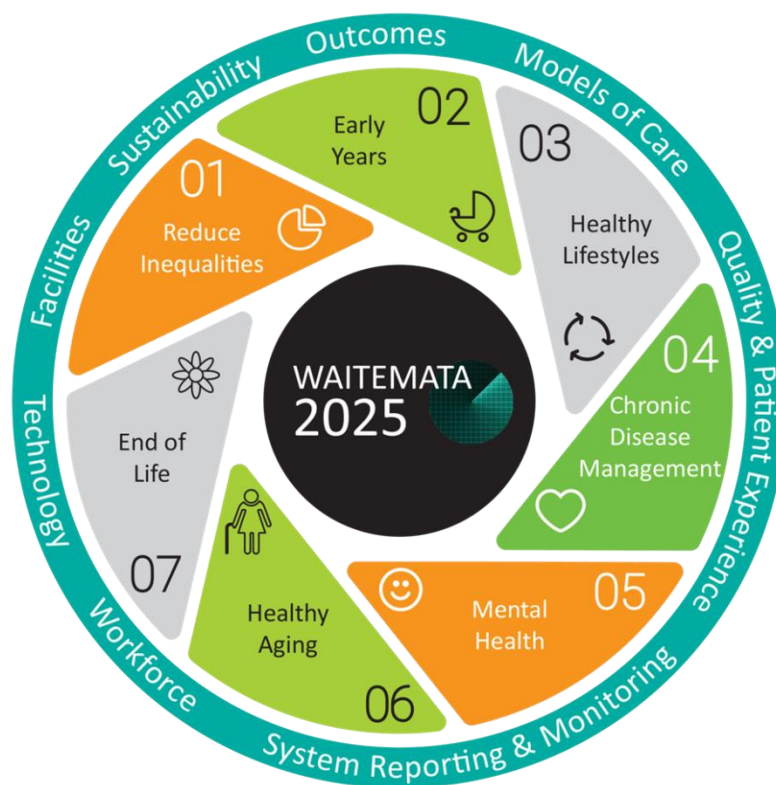 Outcomes
Models of Care
Quality & Patient Experience
System Reporting & Monitoring
Workforce
Technology
Facilities
Sustainability
01
Reduce
Inequalities
02
Early
Years
03
Healthy
Lifestyles
04
Chronic
Disease
Management
05
Mental
Health
06
Healthy
Aging
07
End of
Life
WAITEMATA
2025